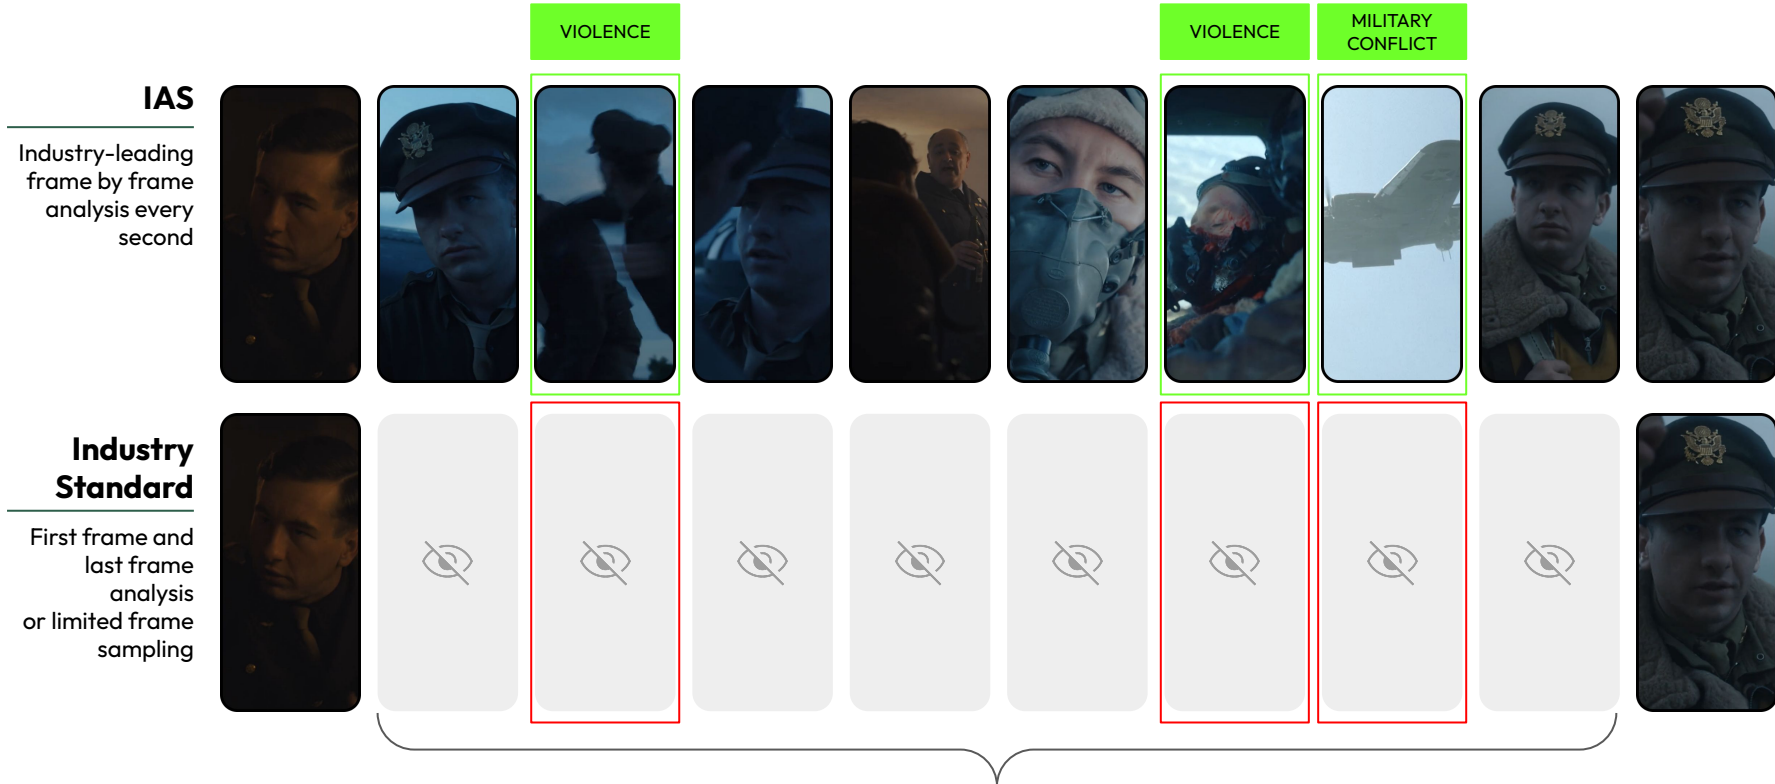 VIOLENCE
VIOLENCE
MILITARY
CONFLICT
IAS
Industry-leading
frame by frame
analysis every
second
Industry
Standard
First frame and
last frame
analysis
or limited frame
sampling